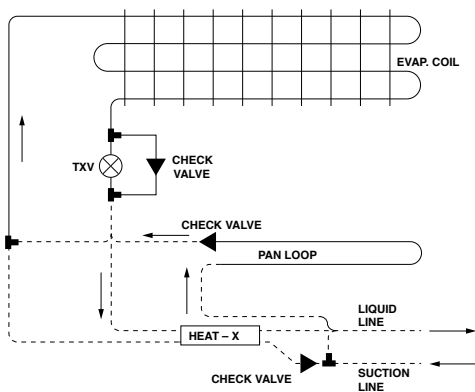 EVAP. COIL
TXV
CHECK
VALVE
CHECK VALVE
PAN LOOP
LIQUID
LINE
HEAT – X
CHECK VALVE
SUCTION
LINE